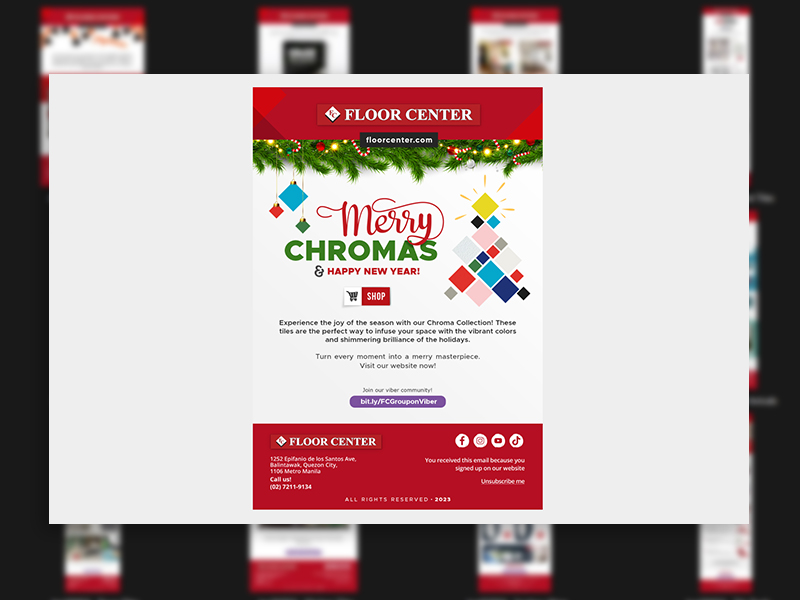 FC FLOOR CENTER
floorcenter.com
Merry
CHROMAS
& HAPPY NEW YEAR!
SHOP
Experience the joy of the season with our Chroma Collection! These
tiles are the perfect way to infuse your space with the vibrant colors
and shimmering brilliance of the holidays.
Turn every moment into a merry masterpiece.
Visit our website now!
Join our viber community!
bit.ly/FCGrouponViber
FC FLOOR CENTER
1252 Epifanio de los Santos Ave,
Balintawak, Quezon City,
1106 Metro Manila
Call us!
(02) 7211-9134
You received this email because you
signed up on our website
Unsubscribe me
ALL RIGHTS RESERVED - 2023